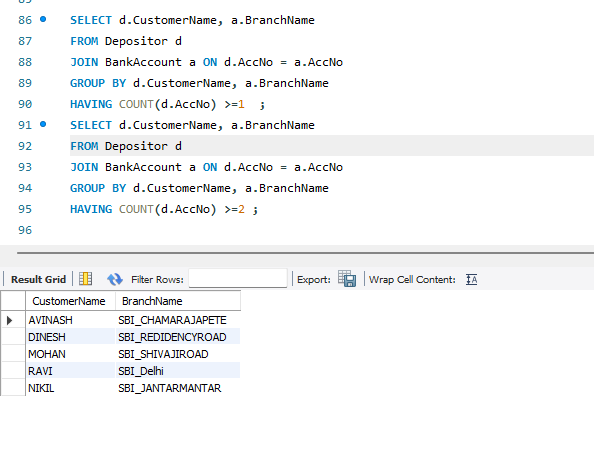 86 SELECT d.CustomerName, a.BranchName
87 FROM Depositor d
88 JOIN BankAccount a ON d.AccNo = a.AccNo
89 GROUP BY d.CustomerName, a.BranchName
90 HAVING COUNT(d.AccNo) >=1 ;
91 SELECT d.CustomerName, a.BranchName
92 FROM Depositor d
93 JOIN BankAccount a ON d.AccNo = a.AccNo
94 GROUP BY d.CustomerName, a.BranchName
95 HAVING COUNT(d.AccNo) >=2 ;
96
Result Grid Filter Rows: Export: Wrap Cell Content: IA
CustomerName BranchName
AVINASH SBI_CHAMARAJAPETE
DINESH SBI_REDIDENCYROAD
MOHAN SBI_SHIVAJIROAD
RAVI SBI_Delhi
NIKIL SBI_JANTARMANTAR